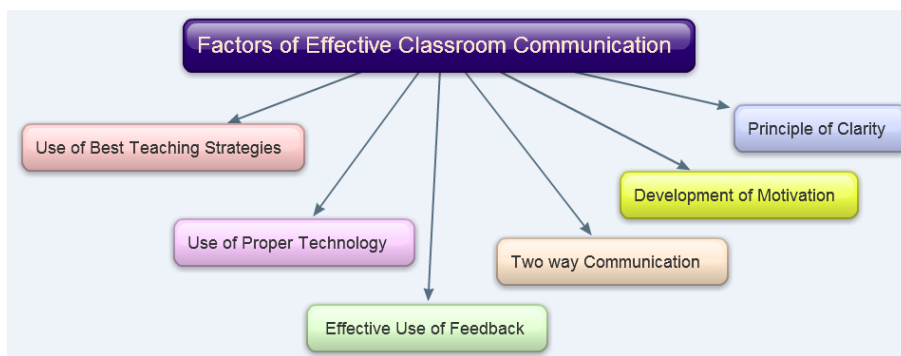 Factors of Effective Classroom Communication
Principle of Clarity
Use of Best Teaching Strategies
Development of Motivation
Use of Proper Technology
Two way Communication
Effective Use of Feedback